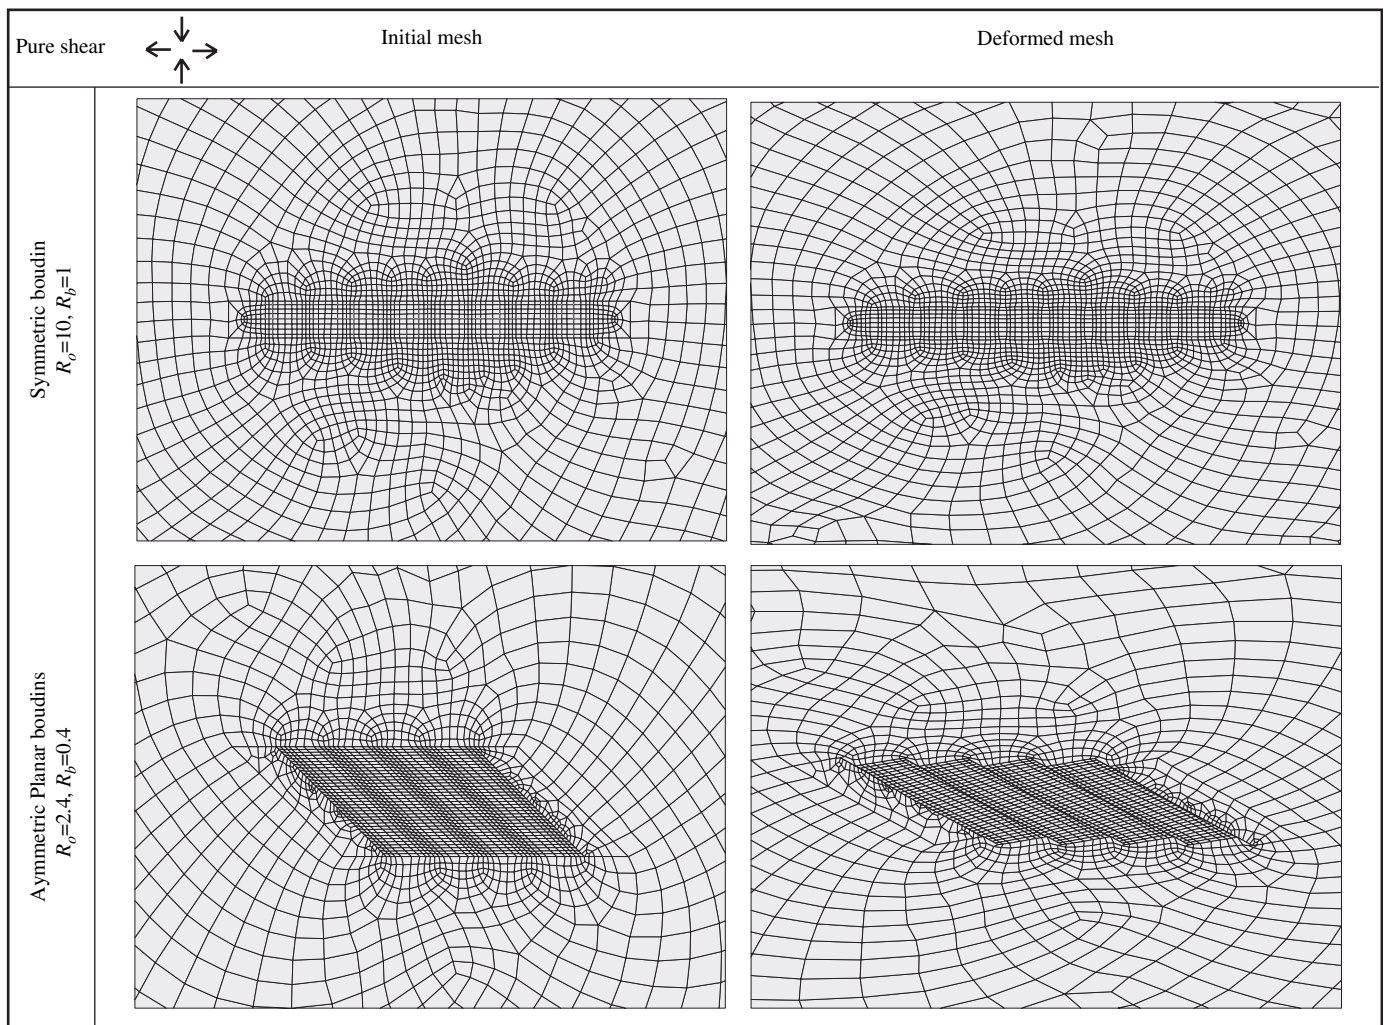 Pure shear
Initial mesh
Deformed mesh
Symmetric boudin
R_o=10, R_b=1
Aymmetric Planar boudins
R_o=2.4, R_b=0.4